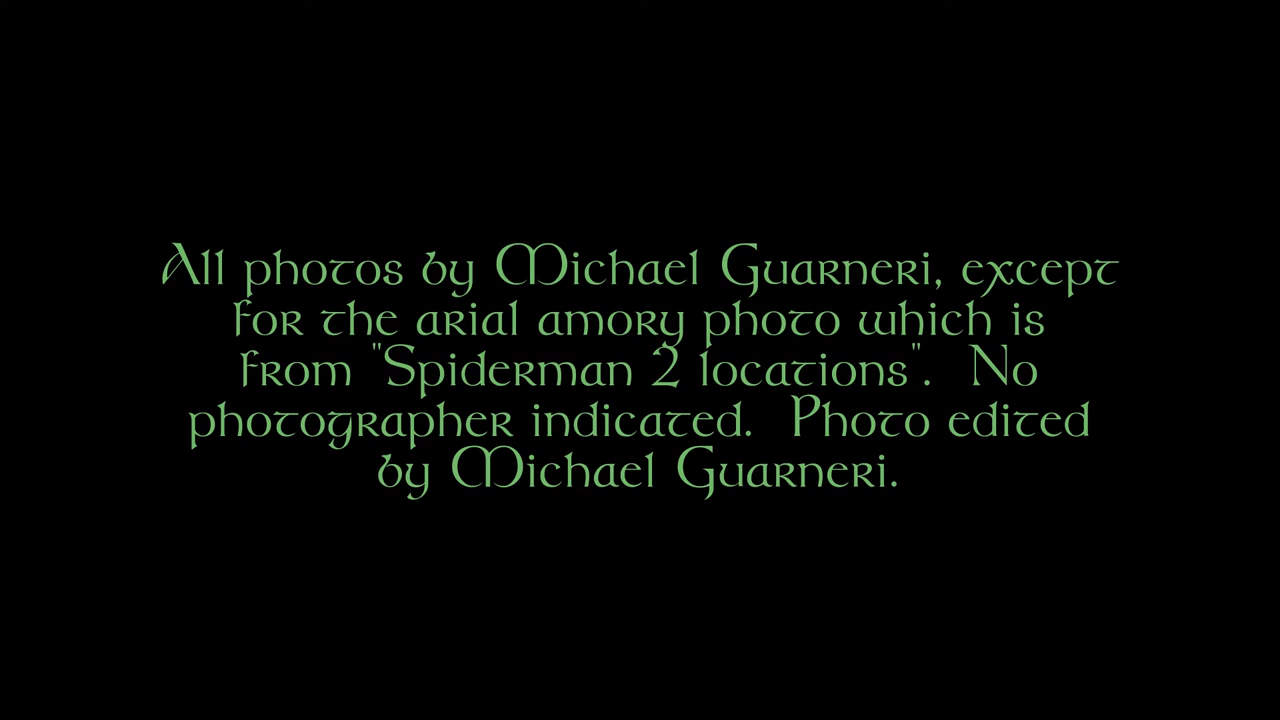 All photos by Michael Guarneri, except
for the arial amory photo which is
from "Spiderman 2 locations".  No
photographer indicated.  Photo edited
by Michael Guarneri.